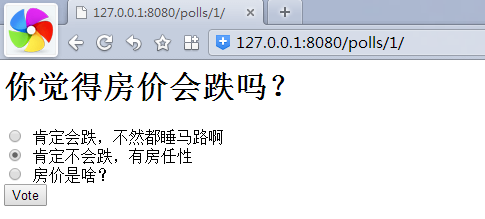 127.0.0.1:8080/polls/1/
127.0.0.1:8080/polls/1/
你觉得房价会跌吗？
肯定会跌，不然都睡马路啊
肯定不会跌，有房任性
房价是啥？
Vote